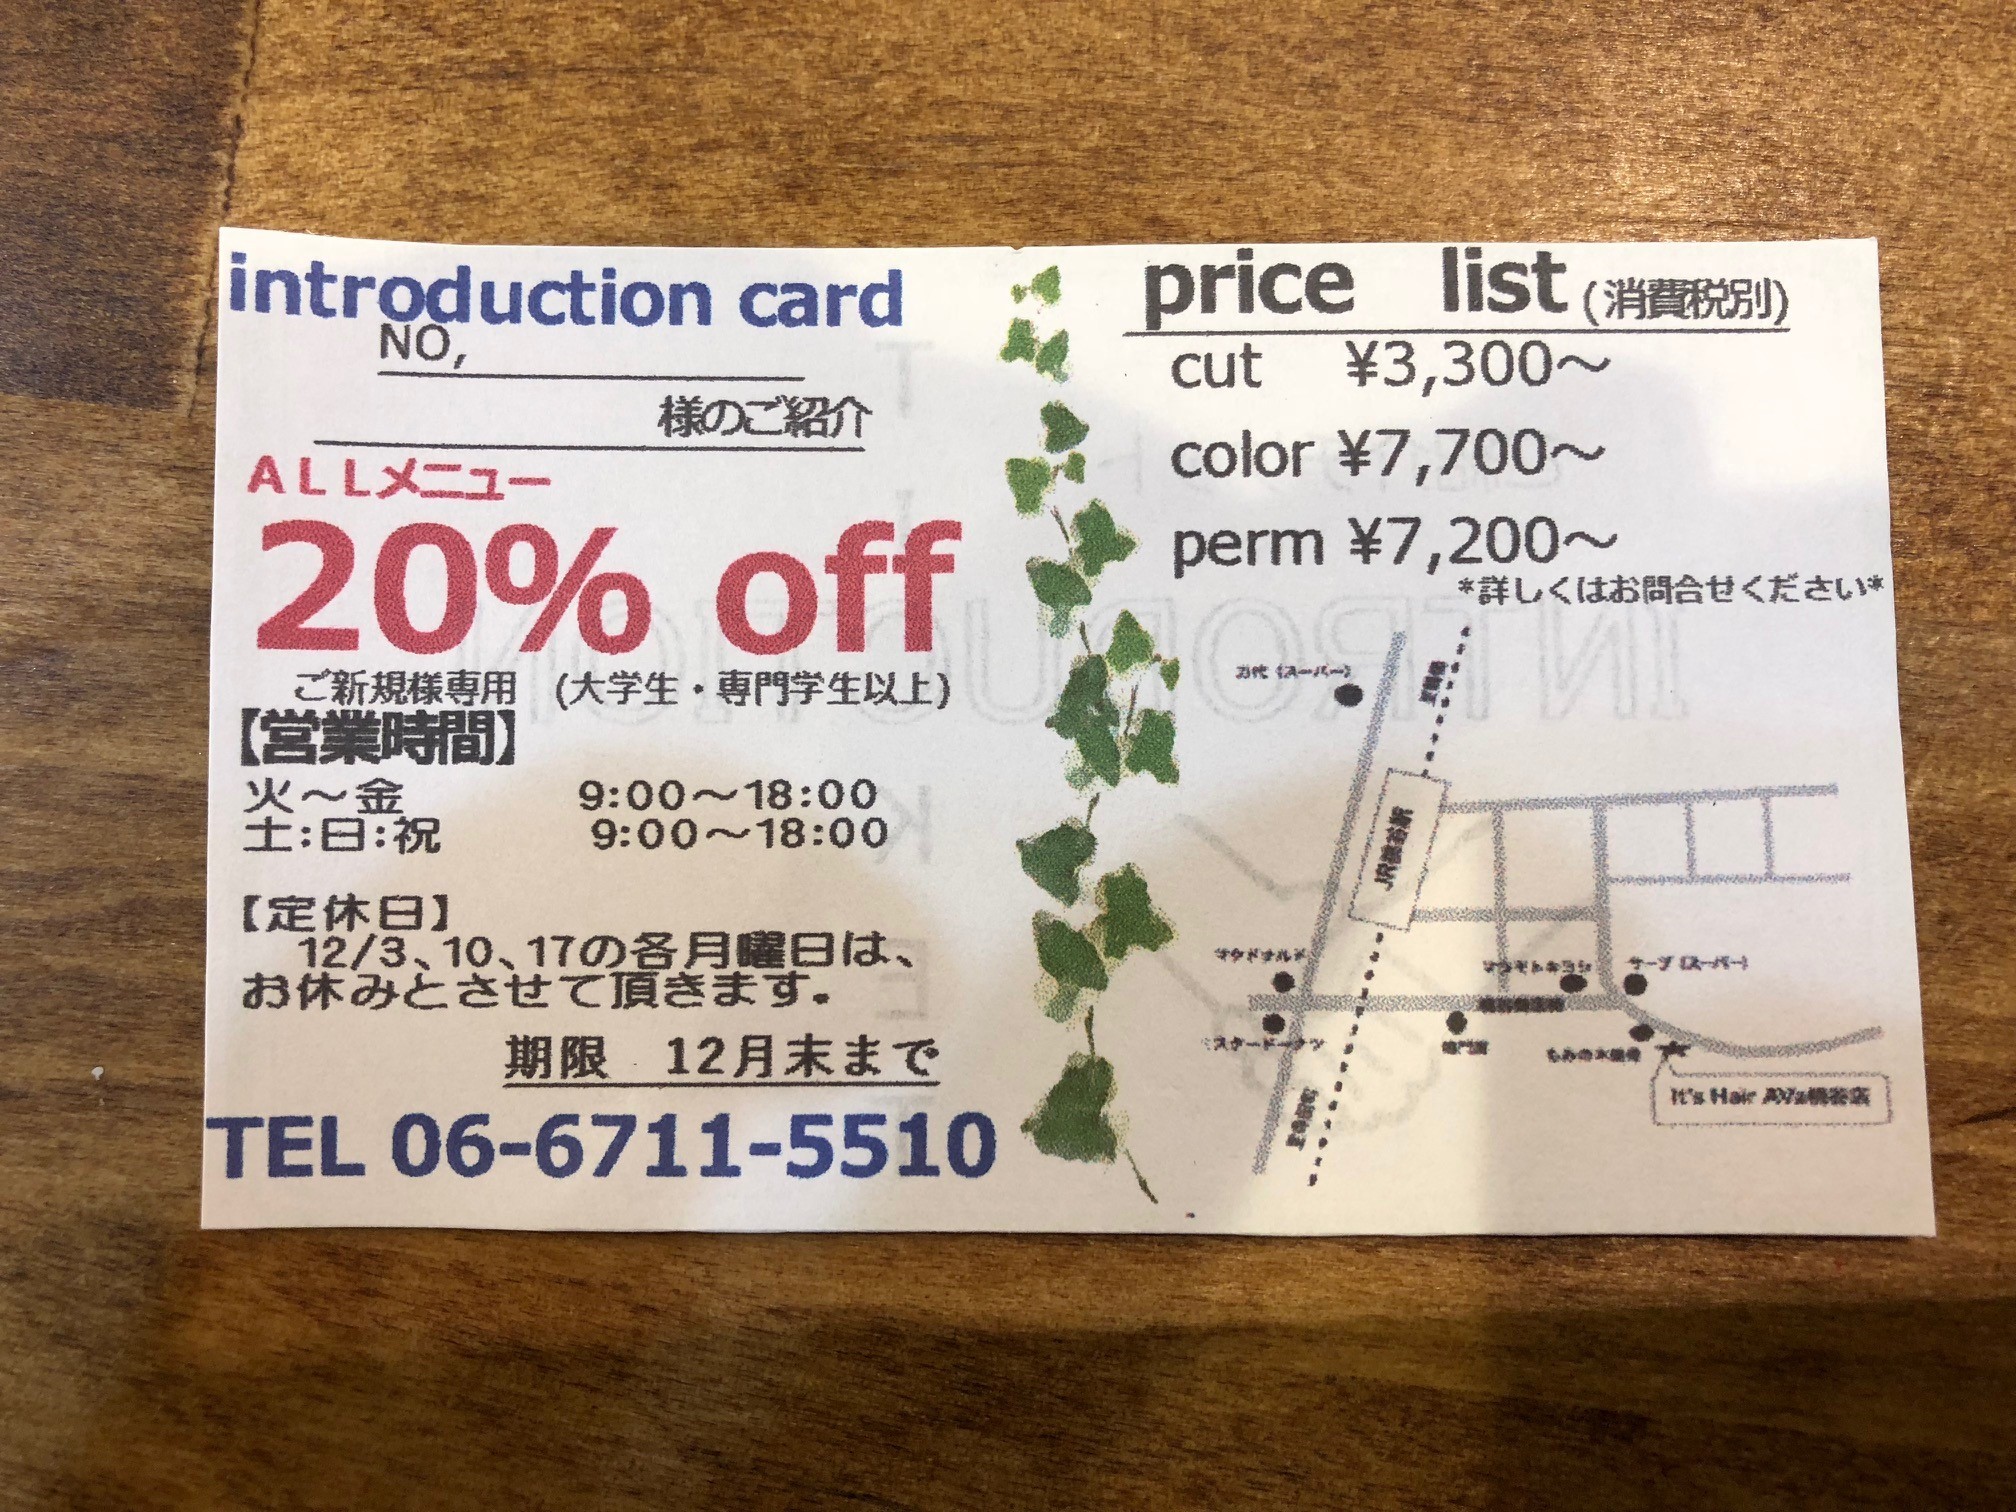 introduction card
NO,
様のご紹介
ALLメニュー
20% off
ご新規様専用　(大学生・専門学生以上)
【営業時間】
火～金　9:00～18:00
土:日:祝　9:00～18:00
【定休日】
12/3、10、17の各月曜日は、
お休みとさせて頂きます。
期限　12月末まで
TEL 06-6711-5510
price list (消費税別)
cut ¥3,300～
color ¥7,700～
perm ¥7,200～
*詳しくはお問合せください*
万代 (スーパー)
JR桃谷駅
マクドナルド
マツモトキヨシ
サープ (スーパー)
ミスタードーナツ
It's Hair AVa桃谷店